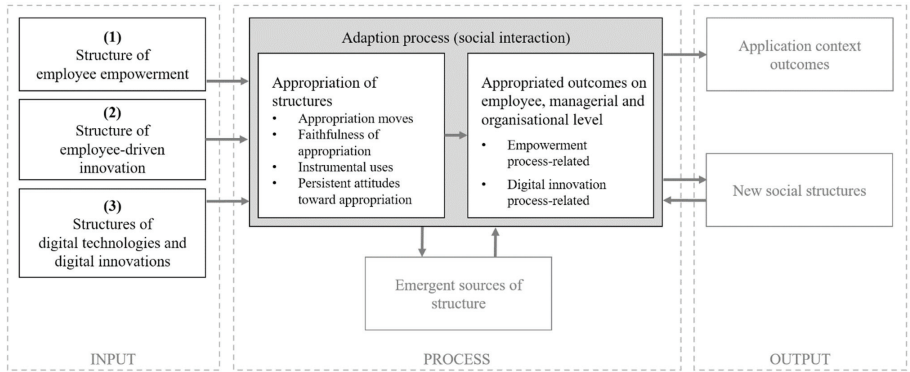 (1)
Structure of
employee empowerment
(2)
Structure of
employee-driven
innovation
(3)
Structures of
digital technologies and
digital innovations
INPUT
Adaption process (social interaction)
Appropriation of
structures
• Appropriation moves
• Faithfulness of
appropriation
• Instrumental uses
• Persistent attitudes
toward appropriation
Appropriated outcomes on
employee, managerial and
organisational level
• Empowerment
process-related
• Digital innovation
process-related
Emergent sources of
structure
PROCESS
Application context
outcomes
New social structures
OUTPUT